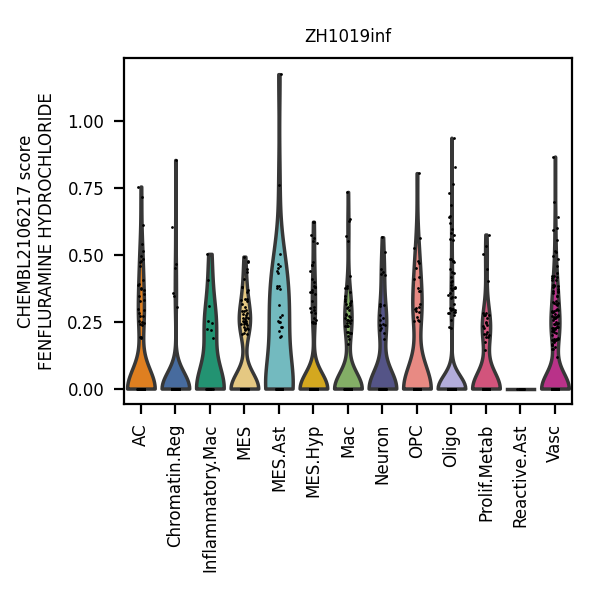 ZH1019inf
CHEMBL2106217 score
FENFLURAMINE HYDROCHLORIDE
1.00
0.75
0.50
0.25
0.00
AC
Chromatin.Reg
Inflammatory.Mac
MES
MES.Ast
MES.Hyp
Mac
Neuron
OPC
Oligo
Prolif.Metab
Reactive.Ast
Vasc